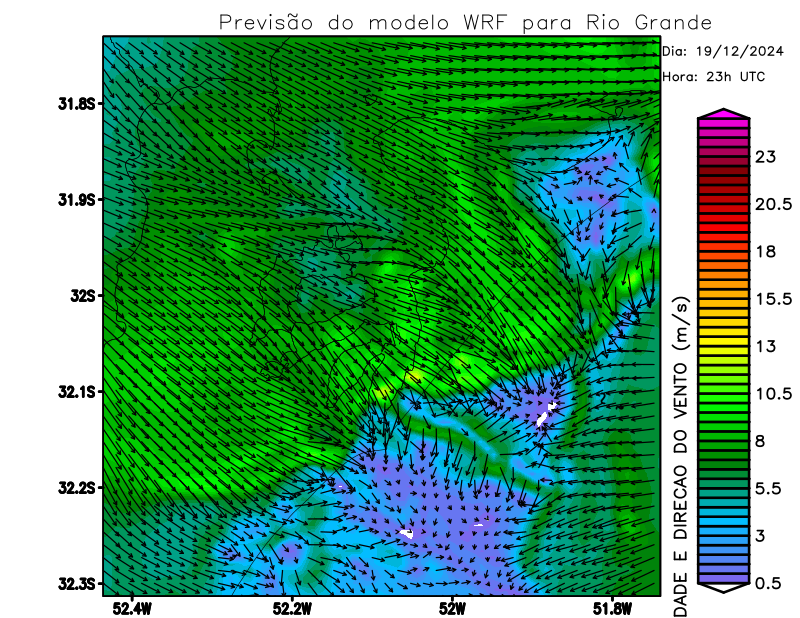 Previsão do modelo WRF para Rio Grande
Dia: 19/12/2024
Hora: 23h UTC
31.8S
31.9S
32S
32.1S
32.2S
32.3S
52.4W
52.2W
52W
51.8W
23
20.5
18
15.5
13
10.5
8
5.5
3
0.5
DADE E DIRECAO DO VENTO (m/s)